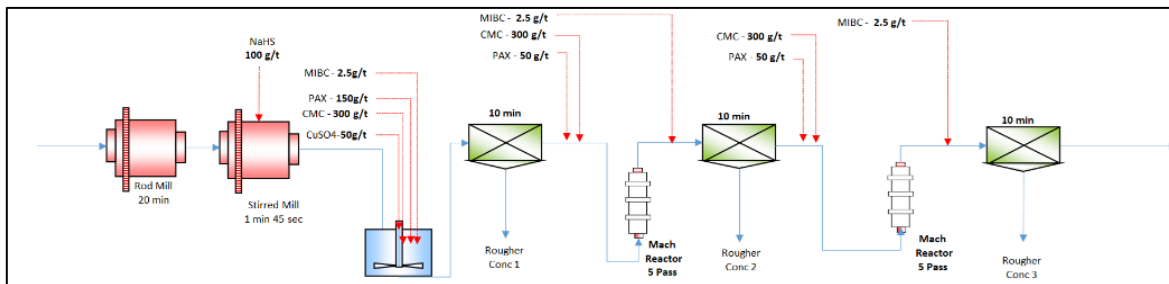 NaHS
100 g/t
MIBC - 2.5g/t
PAX - 150g/t
CMC - 300 g/t
CuSO4-50g/t
Rod Mill
20 min
Stirred Mill
1 min 45 sec
10 min
Rougher
Conc 1
MIBC - 2.5 g/t
CMC - 300 g/t
PAX - 50 g/t
Mach
Reactor
5 Pass
10 min
Rougher
Conc 2
CMC - 300 g/t
PAX - 50 g/t
MIBC - 2.5 g/t
Mach
Reactor
5 Pass
10 min
Rougher
Conc 3